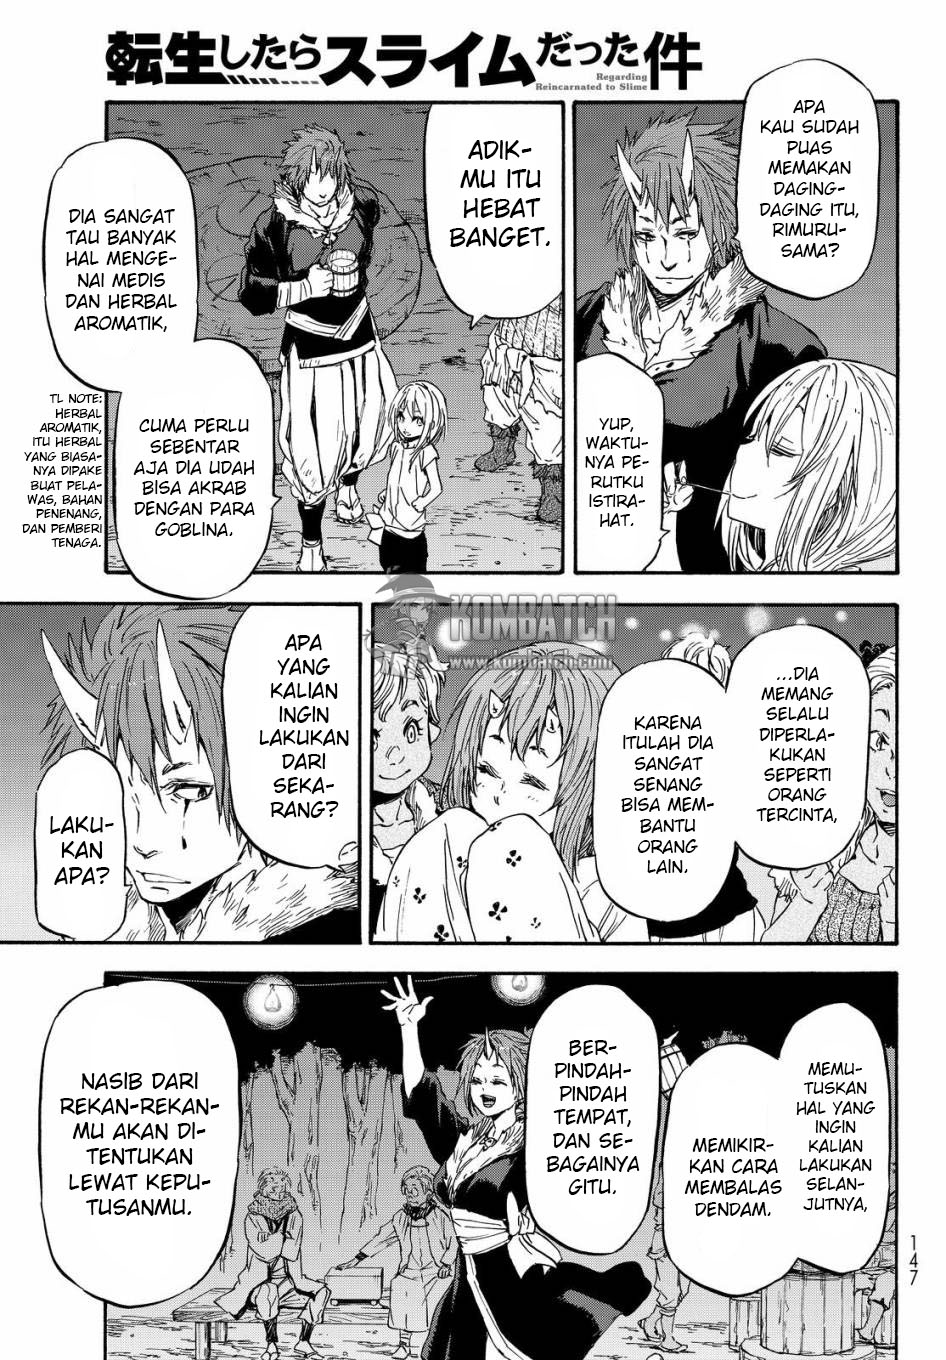 転生したらスライムだった件
Regarding
Reincarnated to Slime
APA
KAU SUDAH
PUAS
MEMAKAN
DAGING-
DAGING ITU,
RIMURU-
SAMA?
YUP,
WAKTU-
NYA PE-
RUTKU
ISTIRA-
HAT.
ADIK-
MU ITU
HEBAT
BANGET.
DIA SANGAT
TAU BANYAK
HAL MENGE-
NAI MEDIS
DAN HERBAL
AROMATIK,
CUMA PERLU
SEBENTAR
AJA DIA UDAH
BISA AKRAB
DENGAN PARA
GOBLINA.
TL NOTE:
HERBAL
AROMATIK,
ITU HERBAL
YANG BIASA-
NYA DIPAKE
BUAT PELA-
WAS, BAHAN
PENENANG,
DAN PEMBERI
TENAGA.
KOMBATCH
www.kombatch.com
...DIA
MEMANG
SELALU
DIPERLA-
KUKAN
SEPERTI
ORANG
TERCINTA,
KARENA
ITULAH DIA
SANGAT
SENANG
BISA MEM-
BANTU
ORANG
LAIN.
APA
YANG
KALIAN
INGIN
LAKUKAN
DARI
SEKA-
RANG?
LAKU-
KAN
APA?
MEMU-
TUSKAN
HAL YANG
INGIN
KALIAN
LAKUKAN
SELAN-
JUTNYA,
MEMIKIR-
KAN CARA
MEMBALAS
DENDAM.
BER-
PINDAH-
PINDAH
TEMPAT,
DAN SE-
BAGAINYA
GITU.
NASIB DARI
REKAN-REKAN-
MU AKAN DI-
TENTUKAN
LEWAT KEPU-
TUSANMU.
147